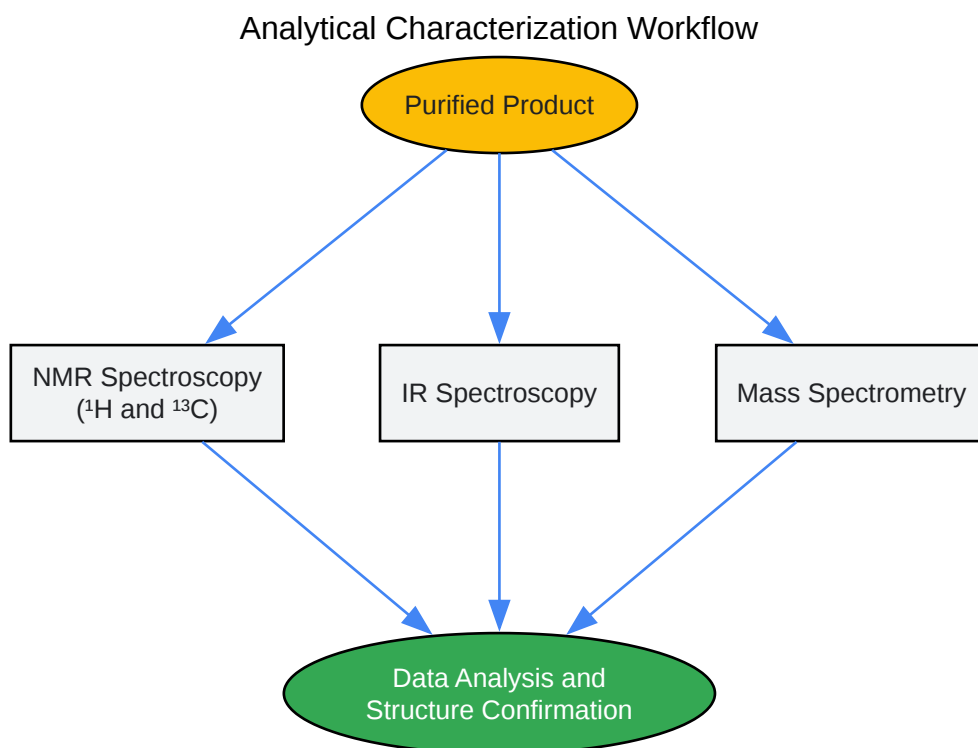 Analytical Characterization Workflow
Purified Product
NMR Spectroscopy
(¹H and ¹³C)
IR Spectroscopy
Mass Spectrometry
Data Analysis and
Structure Confirmation